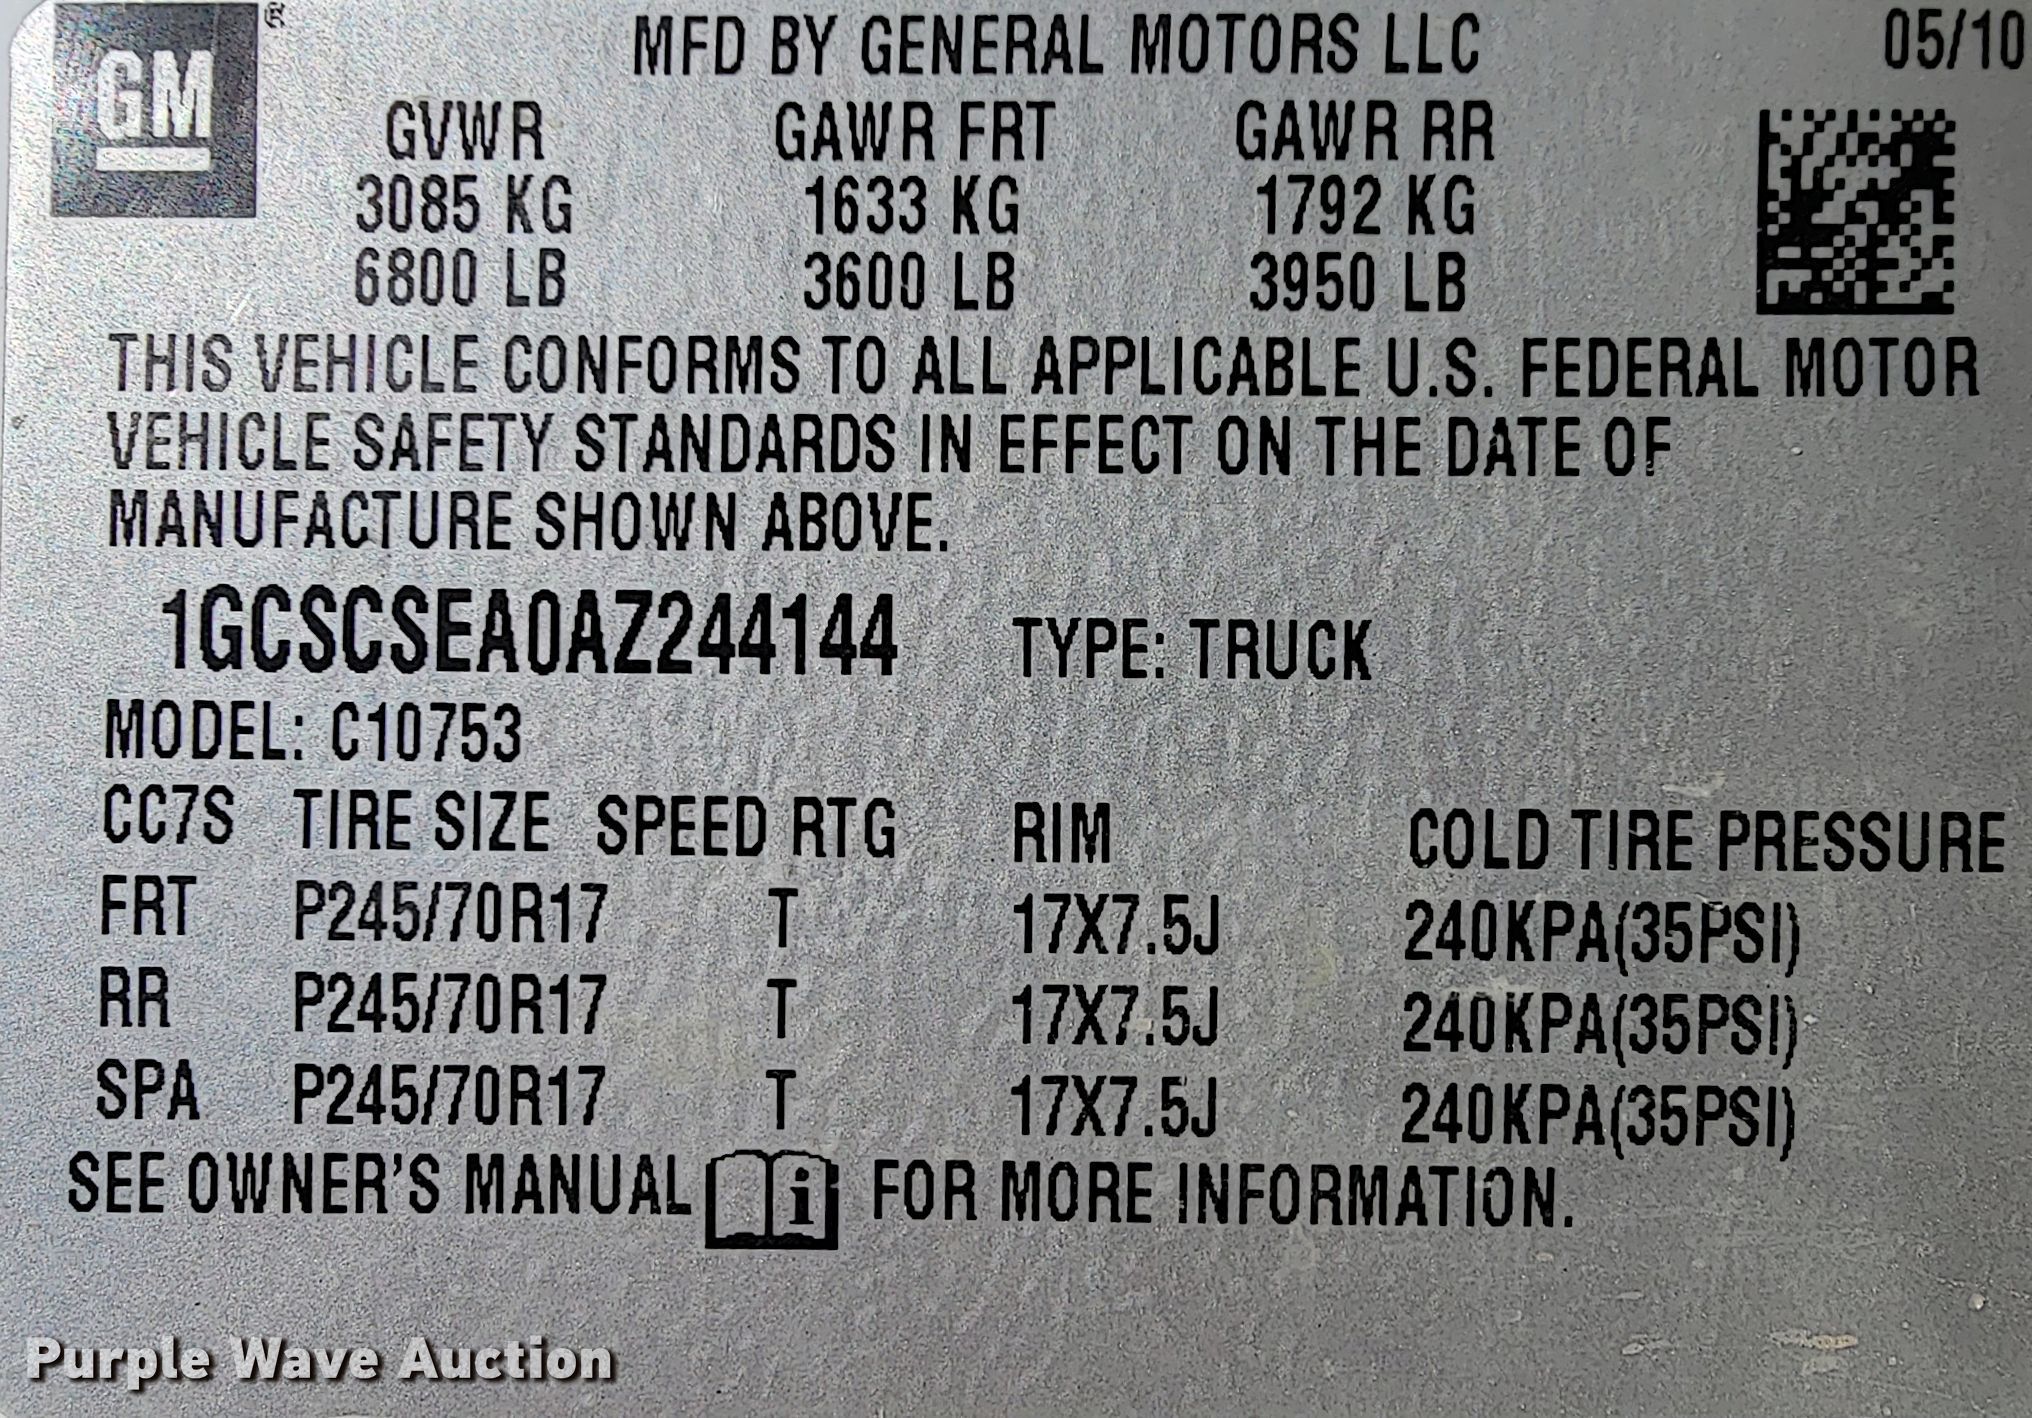 GM ® MFD BY GENERAL MOTORS LLC 05/10
GVWR GAWR FRT GAWR RR
3085 KG 1633 KG 1792 KG
6800 LB 3600 LB 3950 LB
THIS VEHICLE CONFORMS TO ALL APPLICABLE U.S. FEDERAL MOTOR
VEHICLE SAFETY STANDARDS IN EFFECT ON THE DATE OF
MANUFACTURE SHOWN ABOVE.
1GCSCSEA0AZ244144 TYPE: TRUCK
MODEL: C10753
CC7S TIRE SIZE SPEED RTG RIM COLD TIRE PRESSURE
FRT P245/70R17 T 17X7.5J 240KPA(35PSI)
RR P245/70R17 T 17X7.5J 240KPA(35PSI)
SPA P245/70R17 T 17X7.5J 240KPA(35PSI)
SEE OWNER'S MANUAL i FOR MORE INFORMATION.
Purple Wave Auction